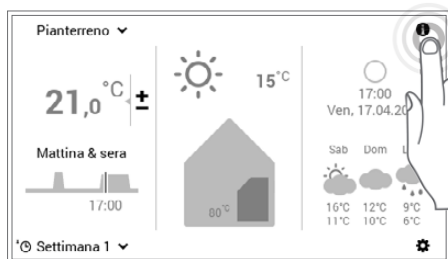 Pianterreno
21,0°C ±
Mattina & sera
17:00
Settimana 1
15°C
80°C
17:00
Ven, 17.04.20
Sab Dom
16°C 12°C 9°C
11°C 10°C 6°C